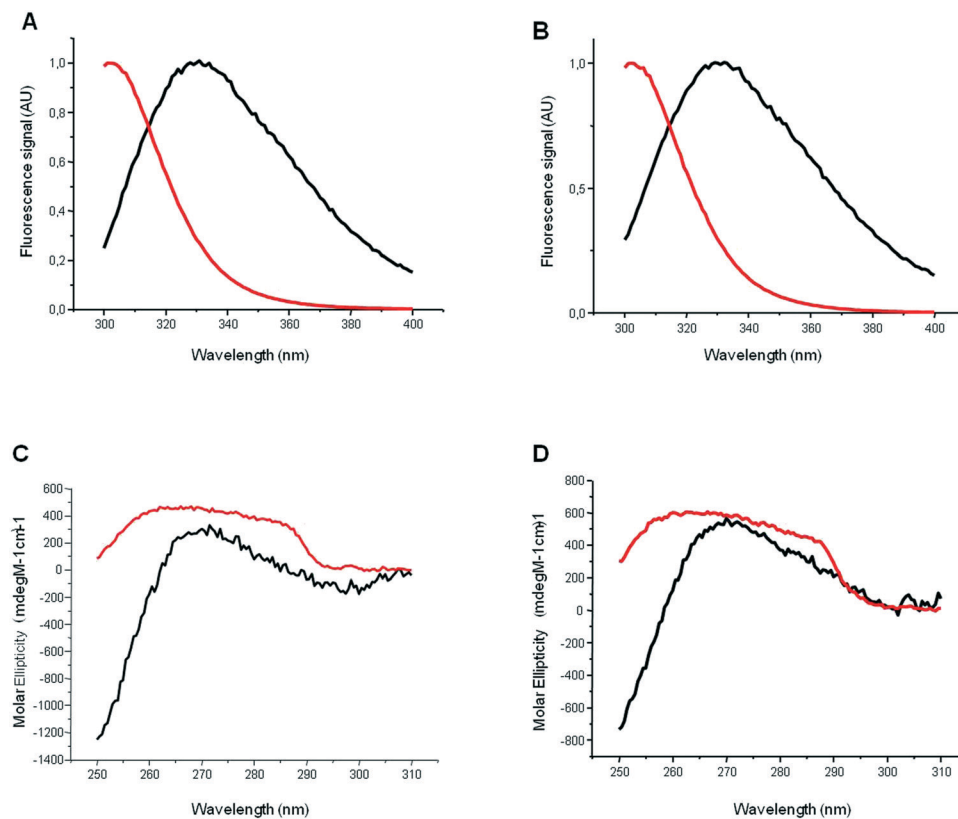 A
Fluorescence signal (AU)
1,0
0,8
0,6
0,4
0,2
0,0
300 320 340 360 380 400
Wavelength (nm)
B
Fluorescence signal (AU)
1,0
0,5
0,0
300 320 340 360 380 400
Wavelength (nm)
C
Molar Ellipticity (mdegM-1cm)-1
600
400
200
0
-200
-400
-600
-800
-1000
-1200
-1400
250 260 270 280 290 300 310
Wavelength (nm)
D
Molar Ellipticity (mdegM-1cm)1
800
600
400
200
0
-200
-400
-600
-800
250 260 270 280 290 300 310
Wavelength (nm)